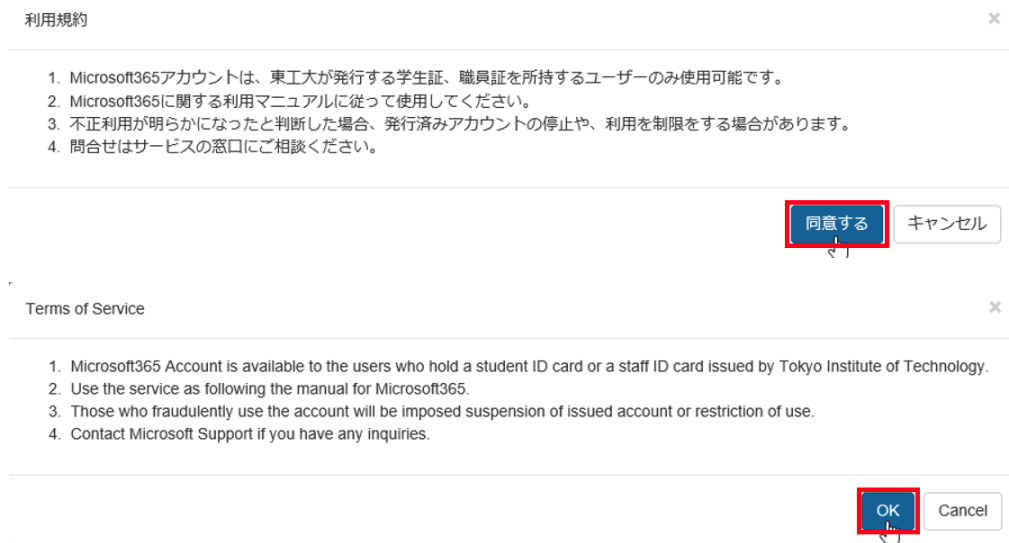 利用規約 ×
1. Microsoft365アカウントは、東工大が発行する学生証、職員証を所持するユーザーのみ使用可能です。
2. Microsoft365に関する利用マニュアルに従って使用してください。
3. 不正利用が明らかになったと判断した場合、発行済みアカウントの停止や、利用を制限をする場合があります。
4. 問合せはサービスの窓口にご相談ください。
同意する キャンセル
Terms of Service ×
1. Microsoft365 Account is available to the users who hold a student ID card or a staff ID card issued by Tokyo Institute of Technology.
2. Use the service as following the manual for Microsoft365.
3. Those who fraudulently use the account will be imposed suspension of issued account or restriction of use.
4. Contact Microsoft Support if you have any inquiries.
OK Cancel